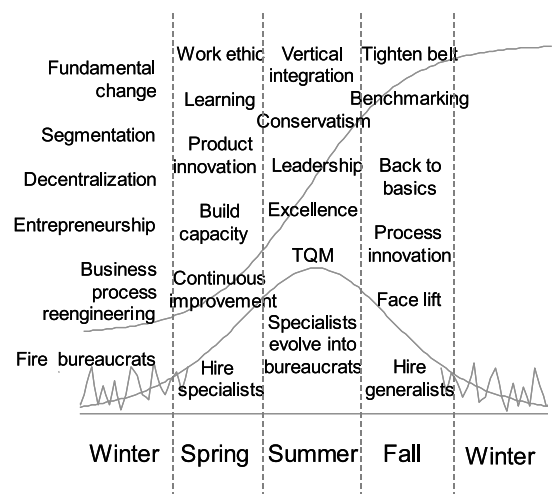 Fundamental
change
Segmentation
Decentralization
Entrepreneurship
Business
process
reengineering
Fire bureaucrats
Work ethic
Learning
Product
innovation
Build
capacity
Continuous
improvement
Hire
specialists
Vertical
integration
Conservatism
Leadership
Excellence
TQM
Specialists
evolve into
bureaucrats
Tighten belt
Benchmarking
Back to
basics
Process
innovation
Face lift
Hire
generalists
Winter
Spring
Summer
Fall
Winter